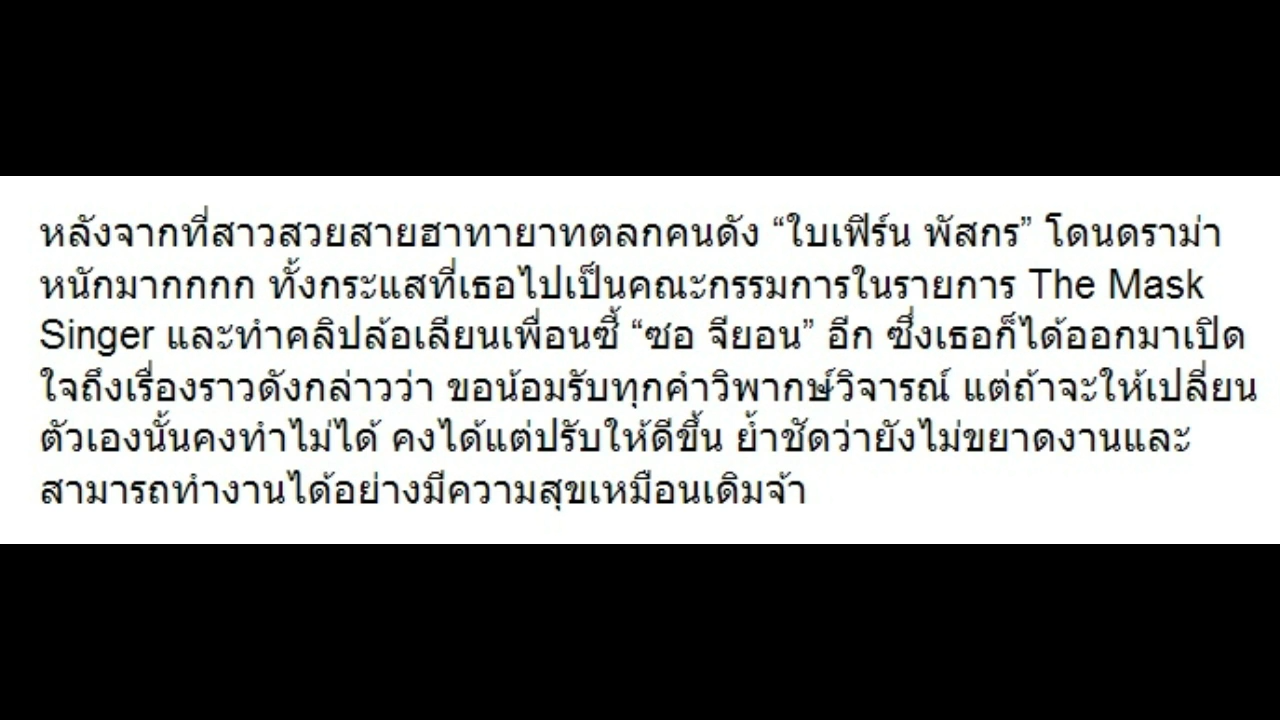 หลังจากที่สาวสวยสายฮาทายาทตลกคนดัง “ใบเฟิร์น พัสกร” โดนดราม่า
หนักมากกกก ทั้งกระแสที่เธอไปเป็นคณะกรรมการในรายการ The Mask
Singer และทำคลิปล้อเลียนเพื่อนซี้ “ซอ จียอน” อีก ซึ่งเธอก็ได้ออกมาเปิด
ใจถึงเรื่องราวดังกล่าวว่า ขอน้อมรับทุกคำวิพากษ์วิจารณ์ แต่ถ้าจะให้เปลี่ยน
ตัวเองนั้นคงทำไม่ได้ คงได้แต่ปรับให้ดีขึ้น ย้ำชัดว่ายังไม่ขยาดงานและ
สามารถทำงานได้อย่างมีความสุขเหมือนเดิมจ้า